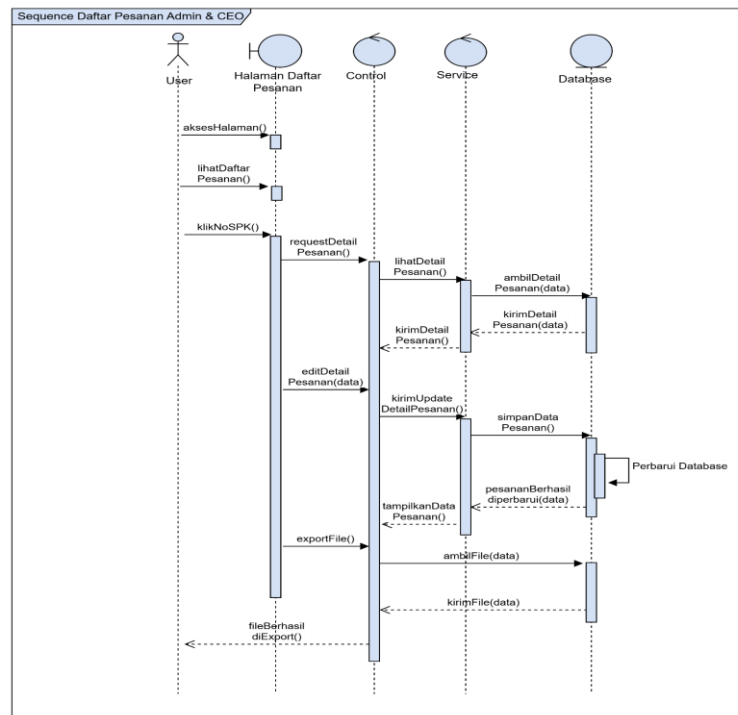 Sequence Daftar Pesanan Admin & CEO
User
Halaman Daftar
Pesanan
Control
Service
Database
aksesHalaman()
lihatDaftar
Pesanan()
klikNoSPK()
requestDetail
Pesanan()
lihatDetail
Pesanan()
ambilDetail
Pesanan(data)
kirimDetail
Pesanan(data)
kirimDetail
Pesanan()
editDetail
Pesanan(data)
kirimUpdate
DetailPesanan()
simpanData
Pesanan()
Perbarui Database
pesananBerhasil
diperbarui(data)
tampilkanData
Pesanan()
exportFile()
ambilFile(data)
kirimFile(data)
fileBerhasil
diExport()